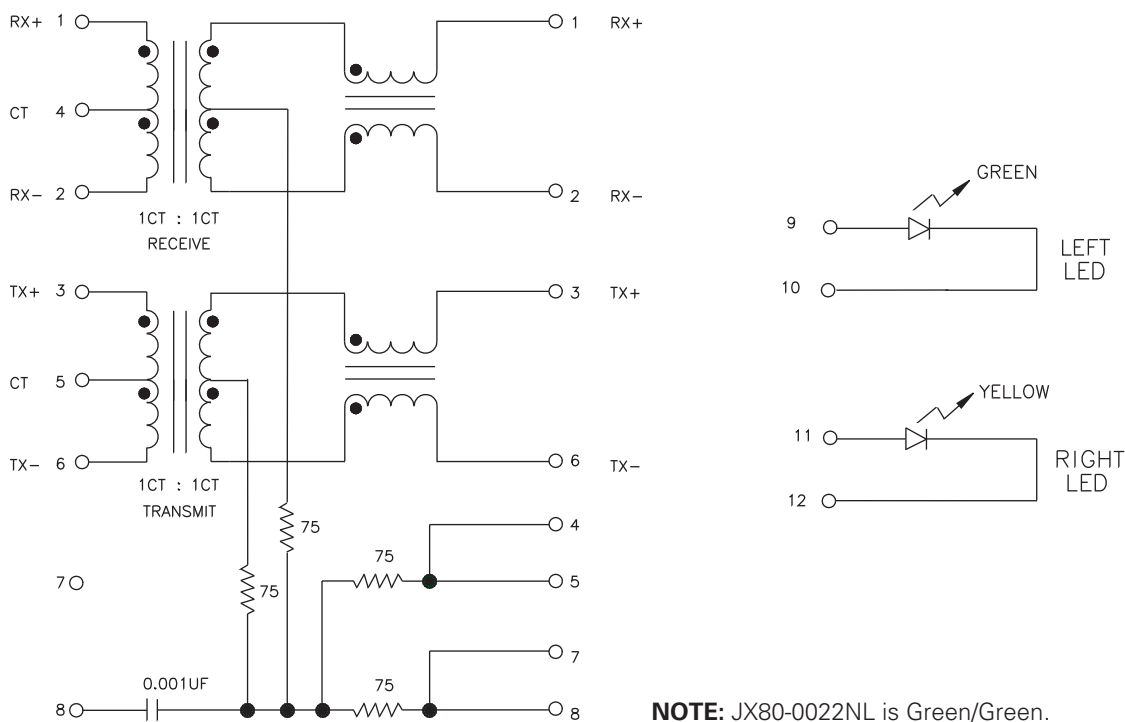 RX+ 1
1 RX+
CT 4
RX- 2
2 RX-
1CT : 1CT
RECEIVE
TX+ 3
3 TX+
CT 5
TX- 6
6 TX-
1CT : 1CT
TRANSMIT
75
4
75
7
75
5
7
0.001UF
75
8
8
GREEN
9
LEFT
LED
10
YELLOW
11
RIGHT
LED
12
NOTE: JX80-0022NL is Green/Green.